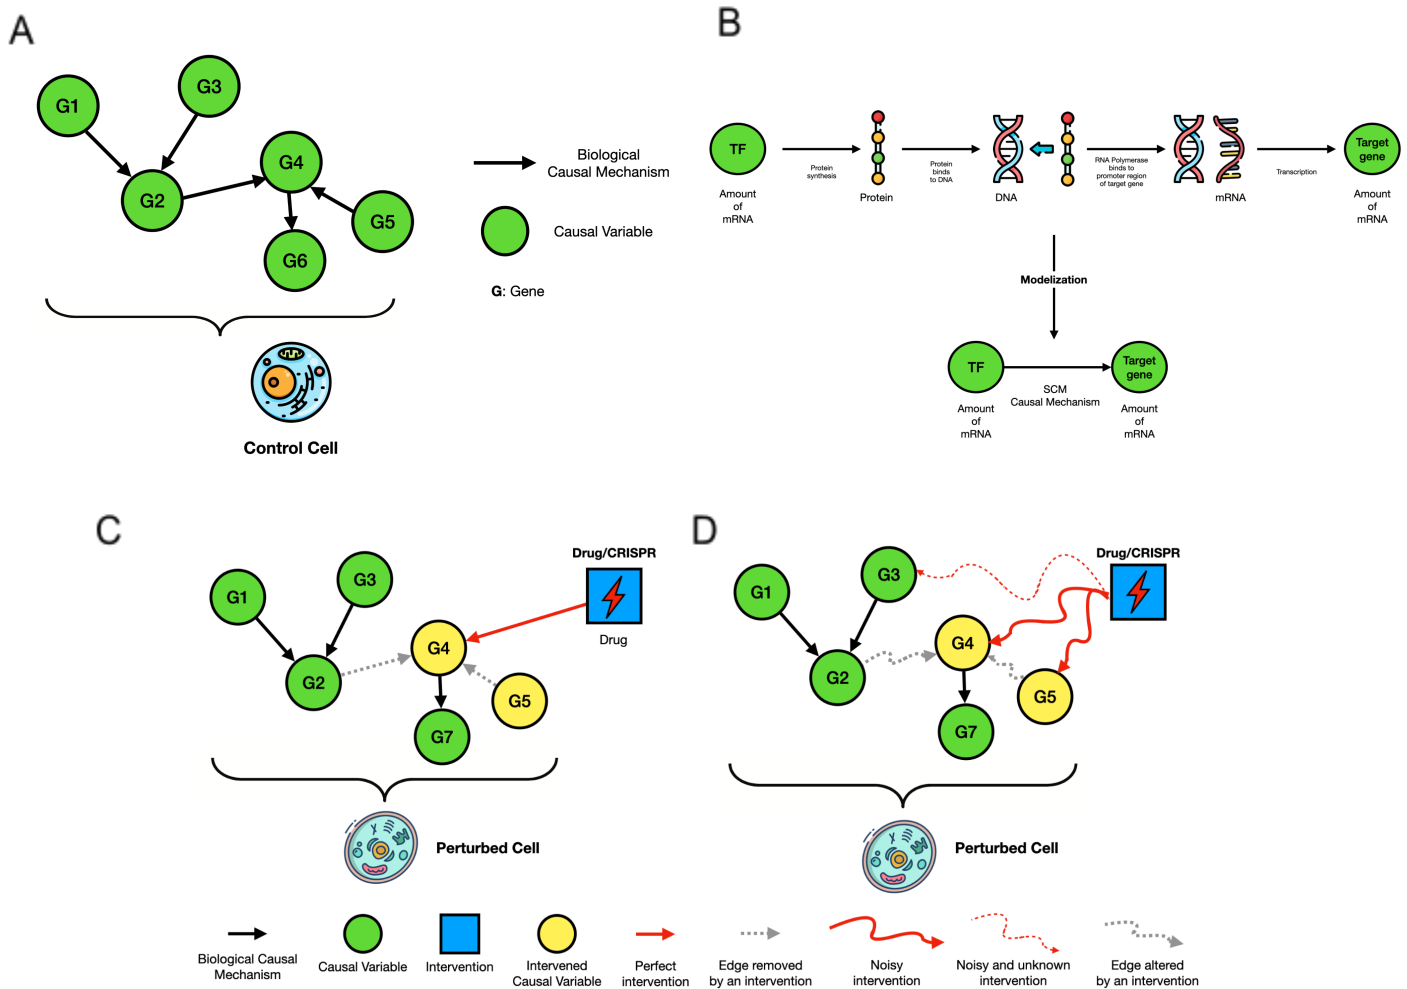 A
G1
G3
G4
G2
G5
G6
Biological
Causal Mechanism
Causal Variable
G: Gene
Control Cell
B
TF
Amount
of
mRNA
Protein
synthesis
Protein
Protein
binds
to DNA
DNA
RNA Polymerase
binds to
promoter region
of target gene
mRNA
Transcription
Target
gene
Amount
of
mRNA
Modelization
TF
Amount
of
mRNA
SCM
Causal Mechanism
Target
gene
Amount
of
mRNA
C
Drug/CRISPR
Drug
G1
G3
G4
G2
G5
G7
Perturbed Cell
D
Drug/CRISPR
G1
G3
G4
G2
G5
G7
Perturbed Cell
Biological Causal
Mechanism
Causal Variable
Intervention
Intervened
Causal Variable
Perfect
intervention
Edge removed
by an intervention
Noisy
intervention
Noisy and unknown
intervention
Edge altered
by an intervention